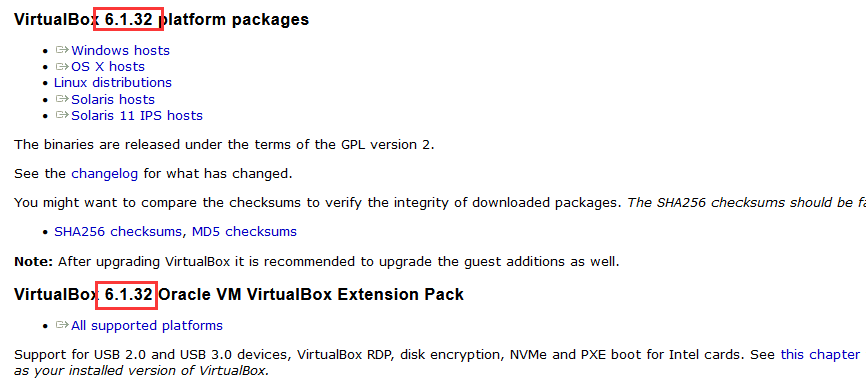 VirtualBox 6.1.32 platform packages
Windows hosts
OS X hosts
Linux distributions
Solaris hosts
Solaris 11 IPS hosts
The binaries are released under the terms of the GPL version 2.
See the changelog for what has changed.
You might want to compare the checksums to verify the integrity of downloaded packages. The SHA256 checksums should be
SHA256 checksums, MD5 checksums
Note: After upgrading VirtualBox it is recommended to upgrade the guest additions as well.
VirtualBox 6.1.32 Oracle VM VirtualBox Extension Pack
All supported platforms
Support for USB 2.0 and USB 3.0 devices, VirtualBox RDP, disk encryption, NVMe and PXE boot for Intel cards. See this chapter
as your installed version of VirtualBox.